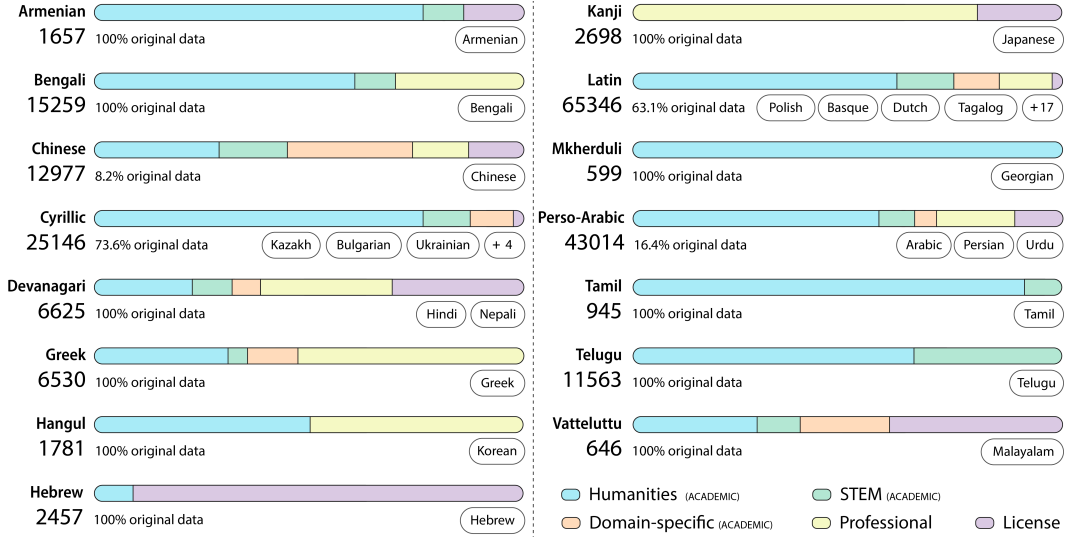 Armenian
1657 100% original data Armenian
Bengali
15259 100% original data Bengali
Chinese
12977 8.2% original data Chinese
Cyrillic
25146 73.6% original data Kazakh Bulgarian Ukrainian + 4
Devanagari
6625 100% original data Hindi Nepali
Greek
6530 100% original data Greek
Hangul
1781 100% original data Korean
Hebrew
2457 100% original data Hebrew
Kanji
2698 100% original data Japanese
Latin
65346 63.1% original data Polish Basque Dutch Tagalog +17
Mkherduli
599 100% original data Georgian
Perso-Arabic
43014 16.4% original data Arabic Persian Urdu
Tamil
945 100% original data Tamil
Telugu
11563 100% original data Telugu
Vatteluttu
646 100% original data Malayalam
Humanities (ACADEMIC) STEM (ACADEMIC)
Domain-specific (ACADEMIC) Professional License